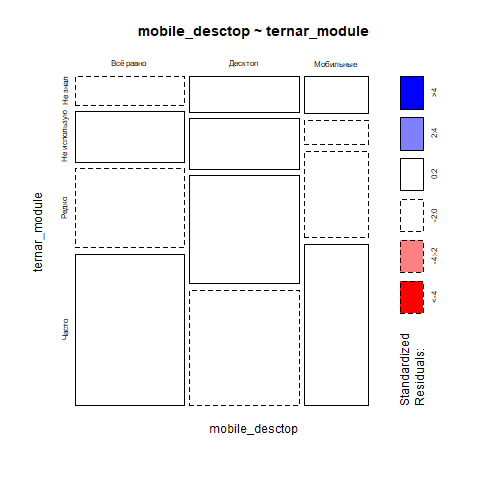 mobile_desctop ~ ternar_module
Всё равно
Десктоп
Мобильные
Не знал
Не использую
Редко
Часто
ternar_module
mobile_desctop
>4
2:4
0:2
-2:0
-4:-2
<-4
Standardized
Residuals: